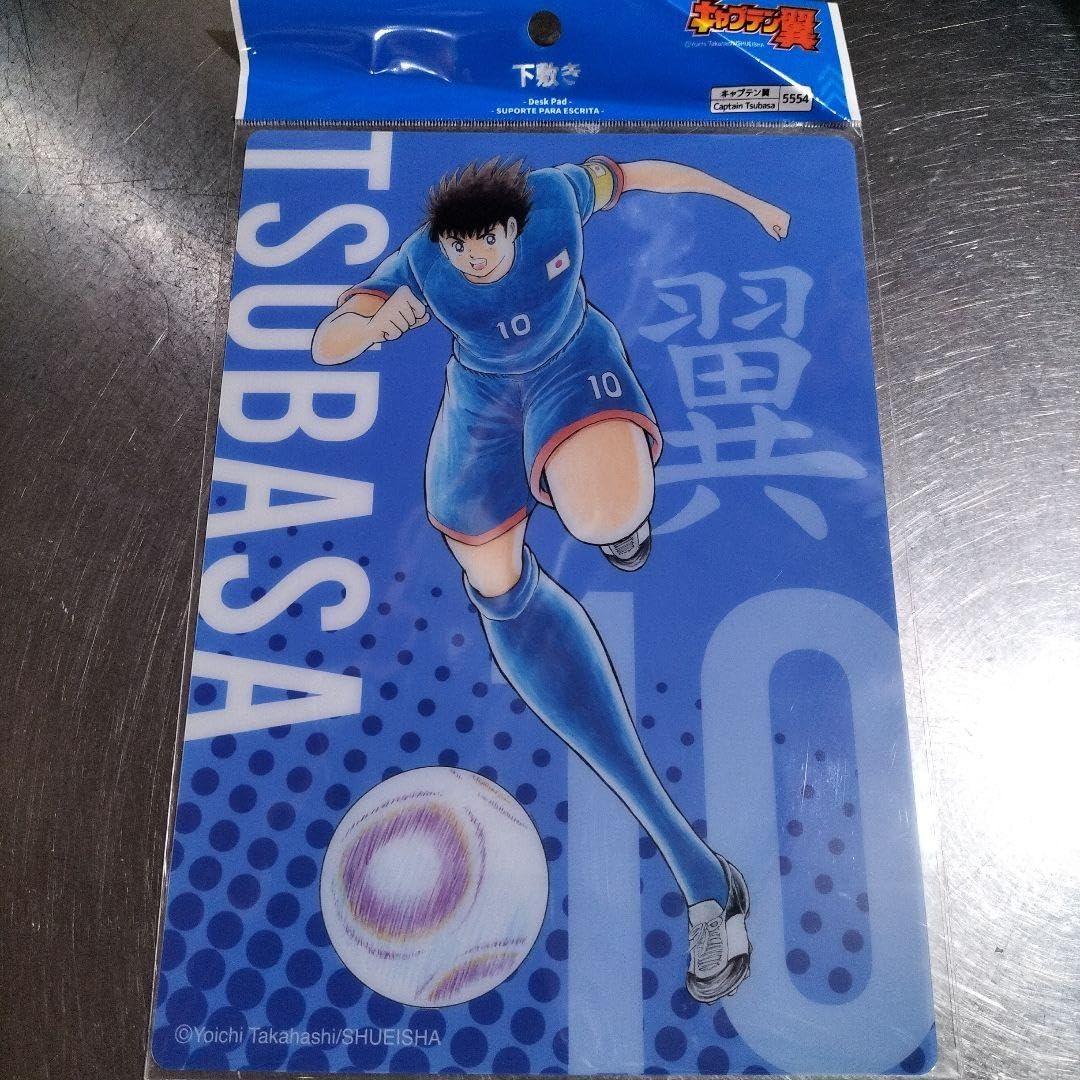 キャプテン翼
©Yoichi Takahashi/SHUEISHA
下敷き
- Desk Pad -
- SUPORTE PARA ESCRITA -
キャプテン翼
Captain Tsubasa
5554
TSUBASA
翼
10
10
10
©Yoichi Takahashi/SHUEISHA